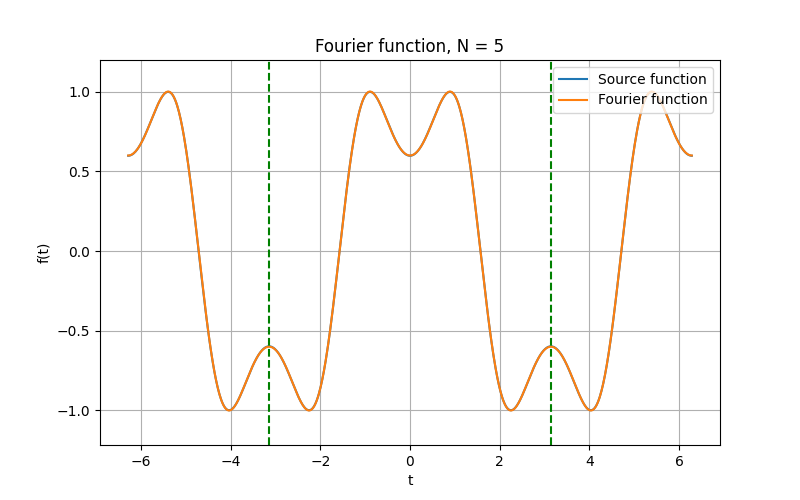 Fourier function, N = 5
Source function
Fourier function
f(t)
1.0
0.5
0.0
−0.5
−1.0
−6 −4 −2 0 2 4 6
t